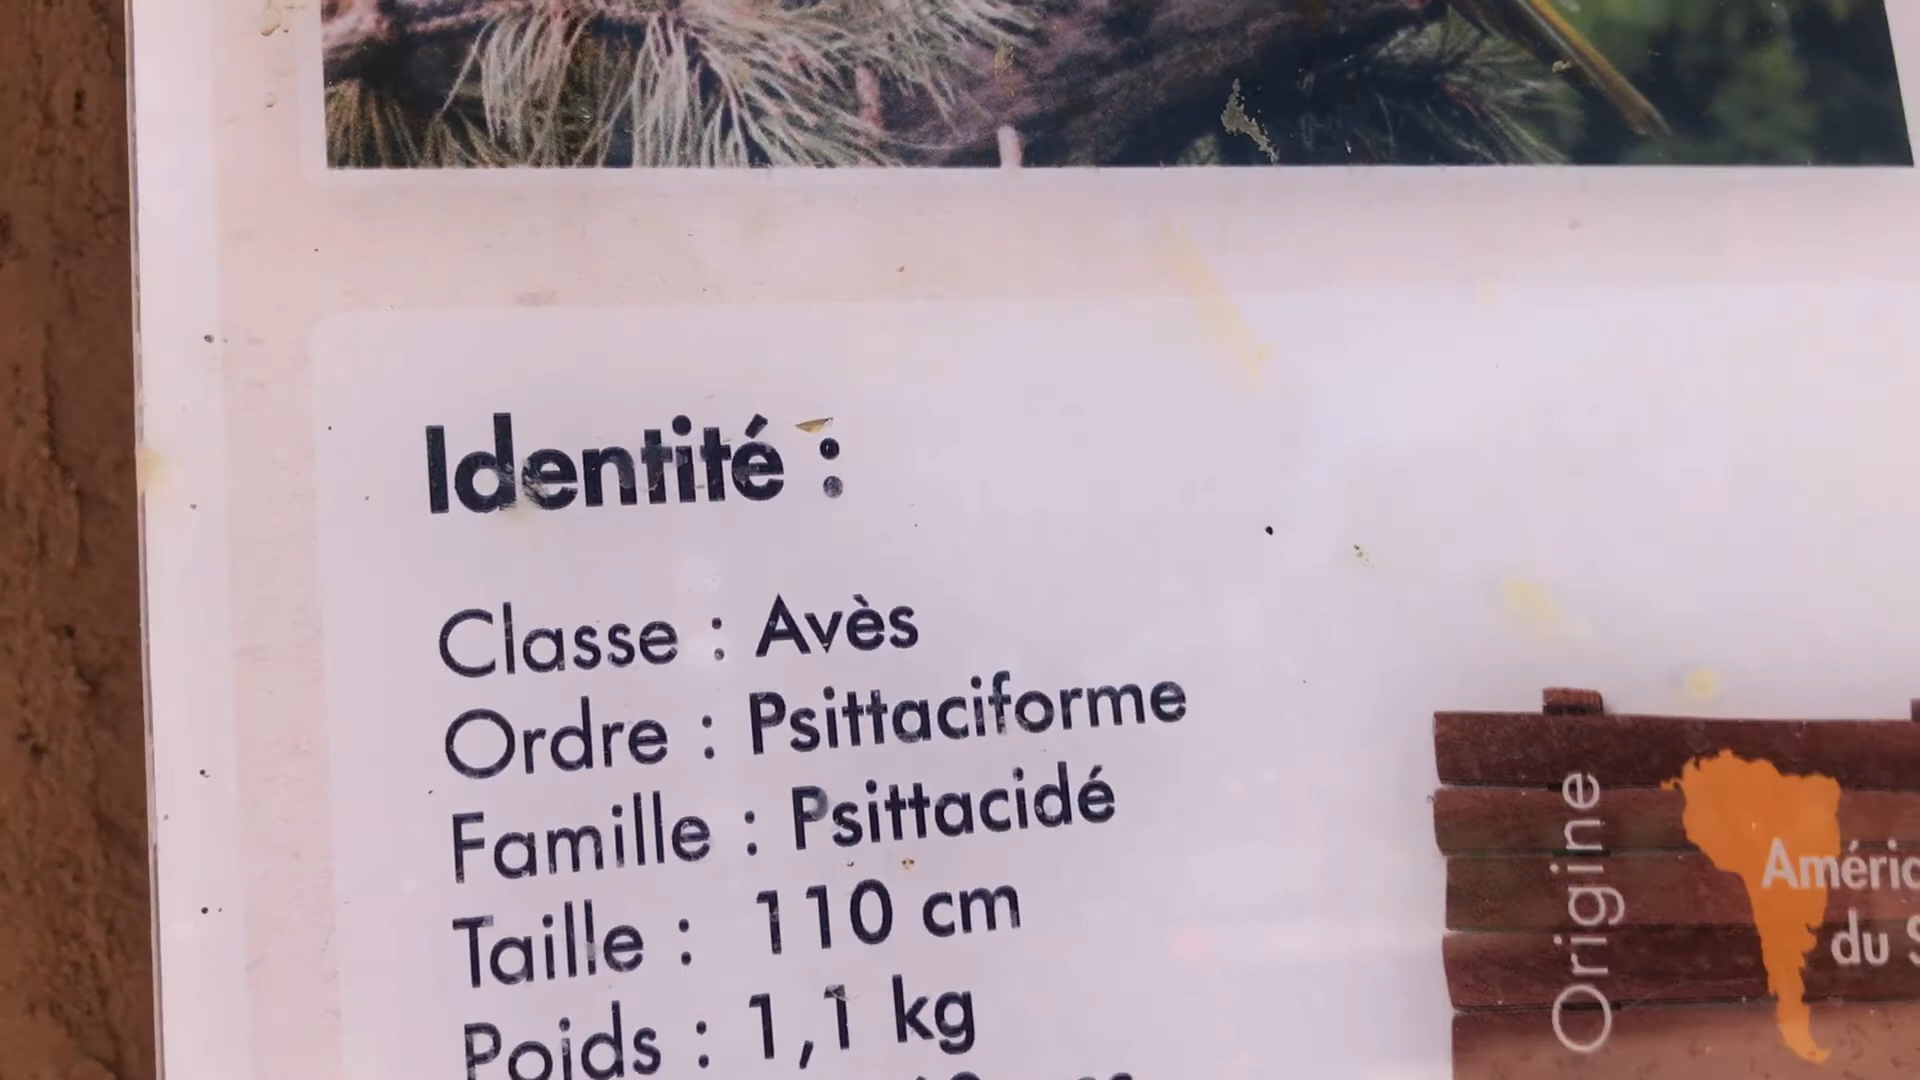 Identité :
Classe : Avès
Ordre : Psittaciforme
Famille : Psittacidé
Taille : 110 cm
Poids : 1,1 kg
Origine
Améric
du S